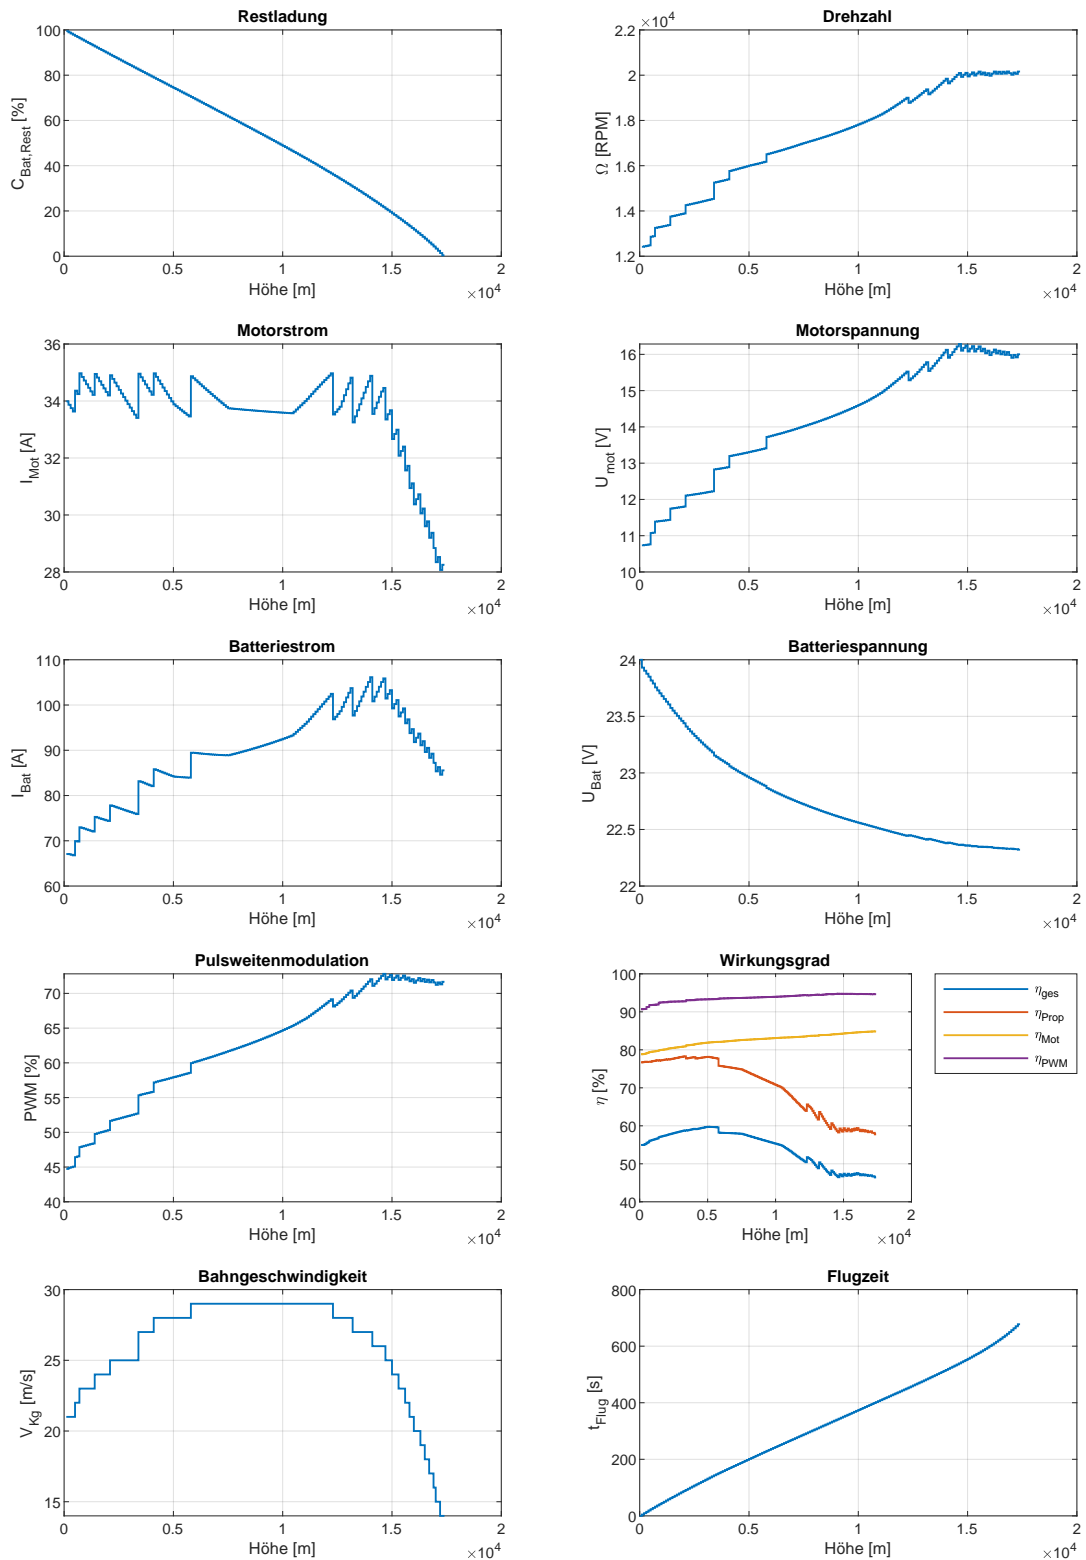 Restladung
C_Bat,Rest [%]
100
80
60
40
20
0
0 0.5 1 1.5 2
Höhe [m]
×10^4
Drehzahl
×10^4
Ω [RPM]
2.2
2
1.8
1.6
1.4
1.2
0 0.5 1 1.5 2
Höhe [m]
×10^4
Motorstrom
I_Mot [A]
36
34
32
30
28
0 0.5 1 1.5 2
Höhe [m]
×10^4
Motorspannung
U_mot [V]
16
15
14
13
12
11
10
0 0.5 1 1.5 2
Höhe [m]
×10^4
Batteriestrom
I_Bat [A]
110
100
90
80
70
60
0 0.5 1 1.5 2
Höhe [m]
×10^4
Batteriespannung
U_Bat [V]
24
23.5
23
22.5
22
0 0.5 1 1.5 2
Höhe [m]
×10^4
Pulsweitenmodulation
PWM [%]
70
65
60
55
50
45
40
0 0.5 1 1.5 2
Höhe [m]
×10^4
Wirkungsgrad
η [%]
100
90
80
70
60
50
40
0 0.5 1 1.5 2
Höhe [m]
×10^4
η_ges
η_Prop
η_Mot
η_PWM
Bahngeschwindigkeit
V_Kg [m/s]
30
25
20
15
0 0.5 1 1.5 2
Höhe [m]
×10^4
Flugzeit
t_Flug [s]
800
600
400
200
0
0 0.5 1 1.5 2
Höhe [m]
×10^4